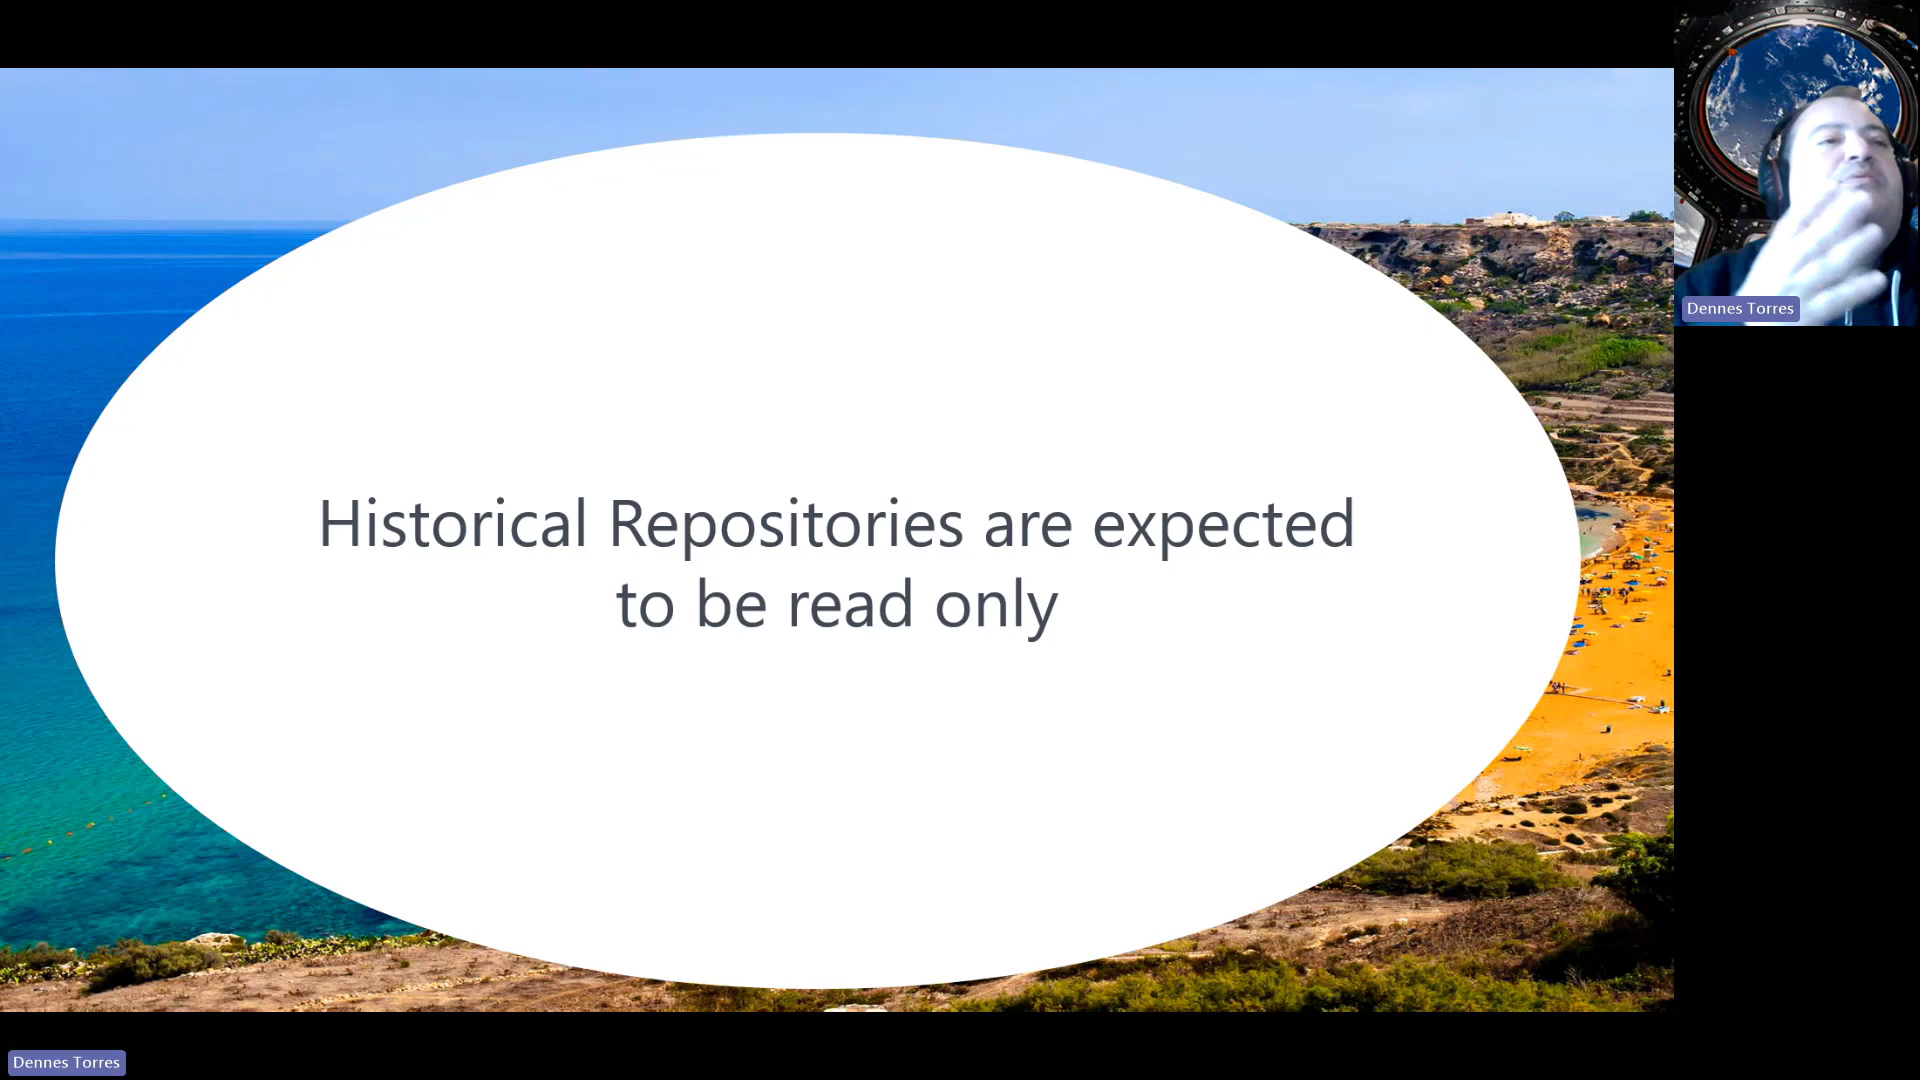 Historical Repositories are expected
to be read only
Dennes Torres
Dennes Torres